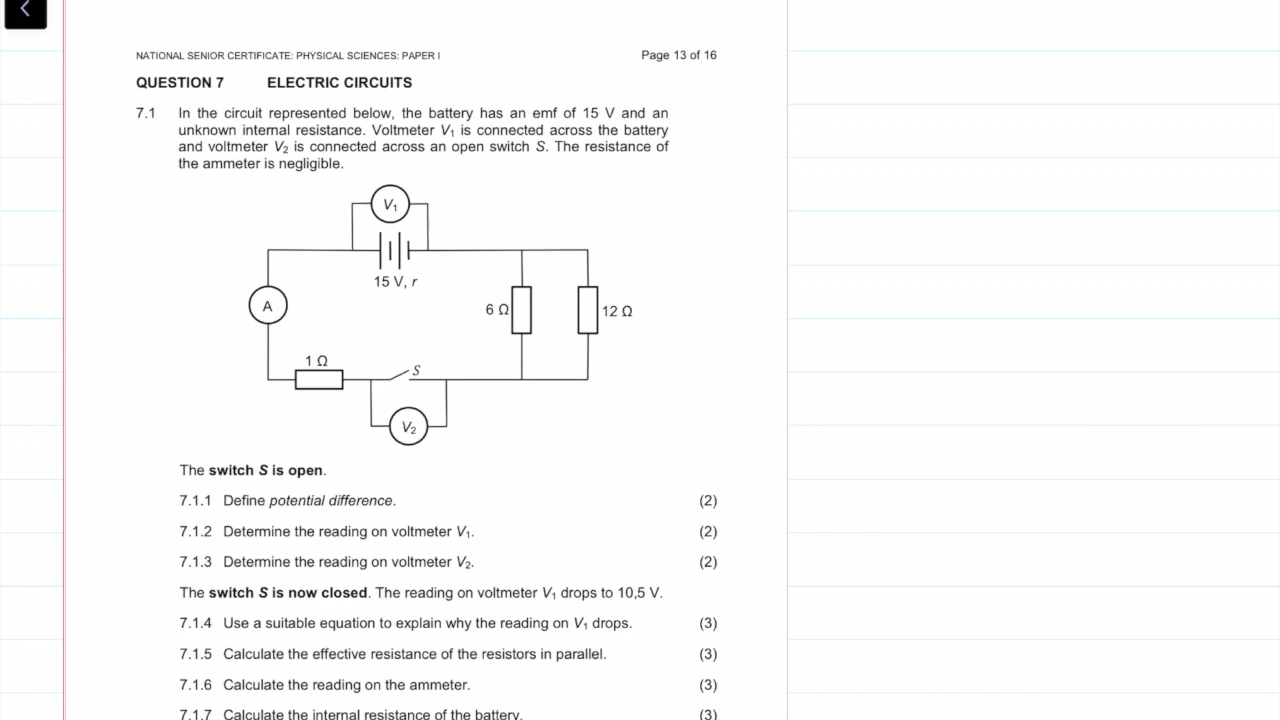 NATIONAL SENIOR CERTIFICATE: PHYSICAL SCIENCES: PAPER I
Page 13 of 16
QUESTION 7 ELECTRIC CIRCUITS
7.1 In the circuit represented below, the battery has an emf of 15 V and an
unknown internal resistance. Voltmeter V₁ is connected across the battery
and voltmeter V₂ is connected across an open switch S. The resistance of
the ammeter is negligible.
V₁
15 V, r
A
6 Ω
12 Ω
1 Ω
S
V₂
The switch S is open.
7.1.1 Define potential difference. (2)
7.1.2 Determine the reading on voltmeter V₁. (2)
7.1.3 Determine the reading on voltmeter V₂. (2)
The switch S is now closed. The reading on voltmeter V₁ drops to 10,5 V.
7.1.4 Use a suitable equation to explain why the reading on V₁ drops. (3)
7.1.5 Calculate the effective resistance of the resistors in parallel. (3)
7.1.6 Calculate the reading on the ammeter. (3)
7.1.7 Calculate the internal resistance of the battery. (3)